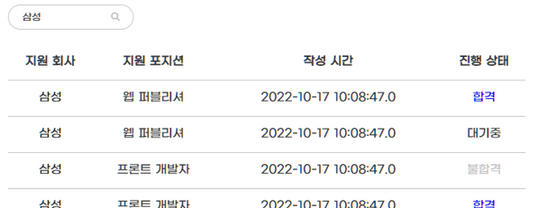 삼성
지원 회사 지원 포지션 작성 시간 진행 상태
삼성 웹 퍼블리셔 2022-10-17 10:08:47.0 합격
삼성 웹 퍼블리셔 2022-10-17 10:08:47.0 대기중
삼성 프론트 개발자 2022-10-17 10:08:47.0 불합격
삼성 프론트 개발자 2022-10-17 10:08:47.0 합격